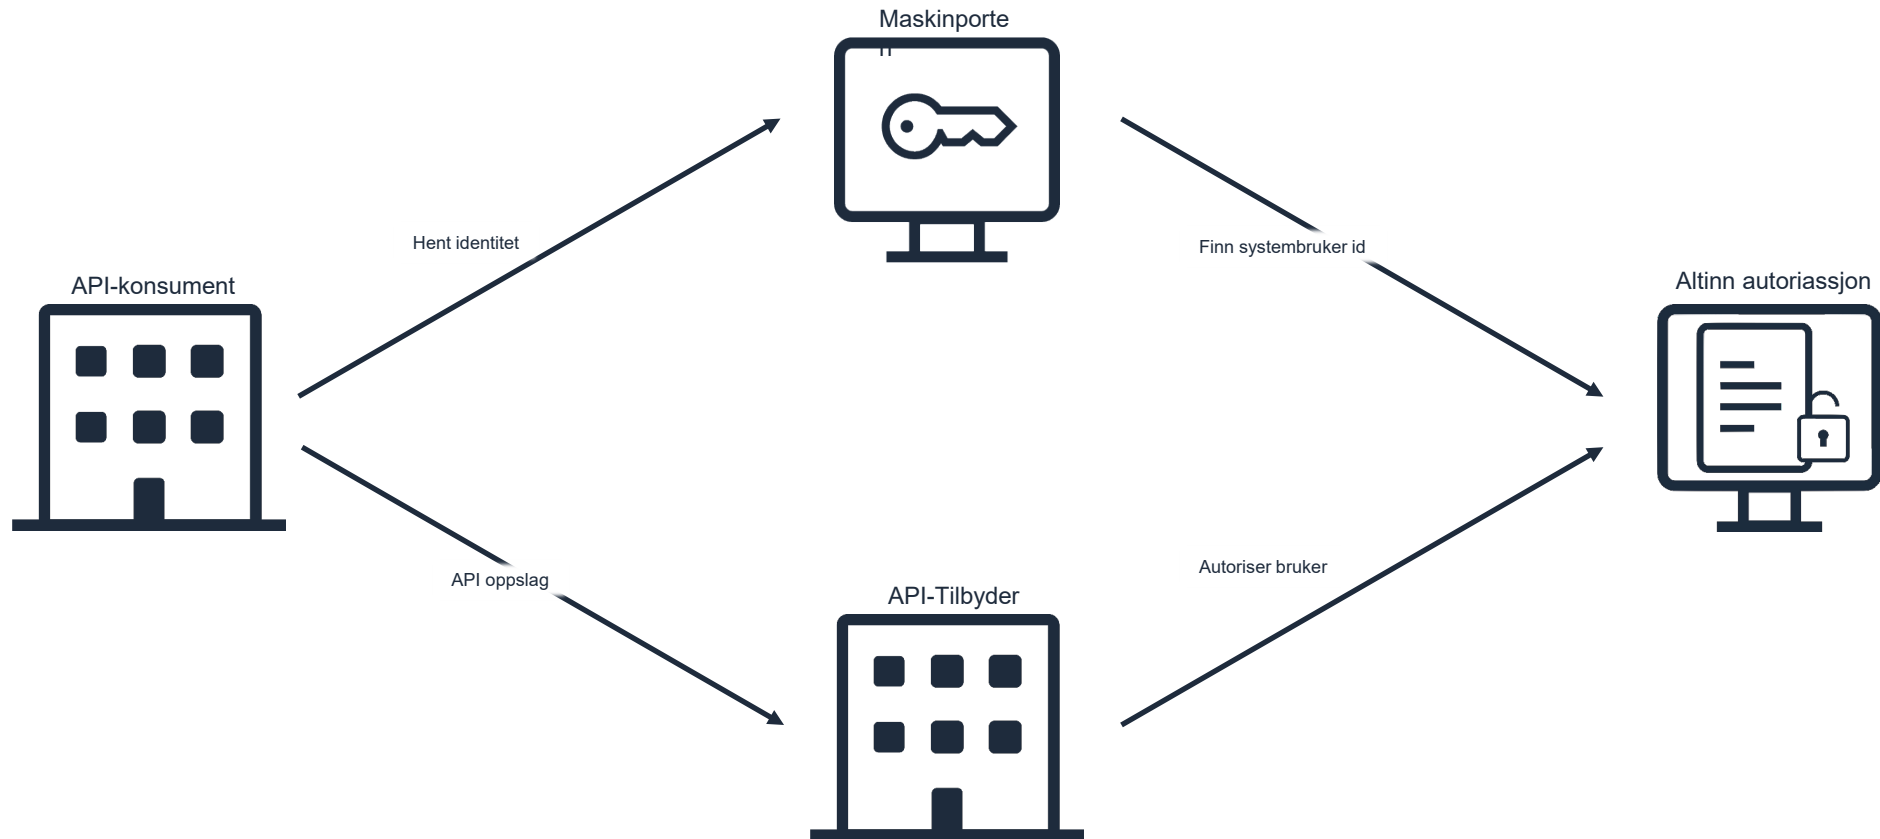 Maskinporte
n
Hent identitet
Finn systembruker id
API-konsument
Altinn autoriassjon
API oppslag
Autoriser bruker
API-Tilbyder